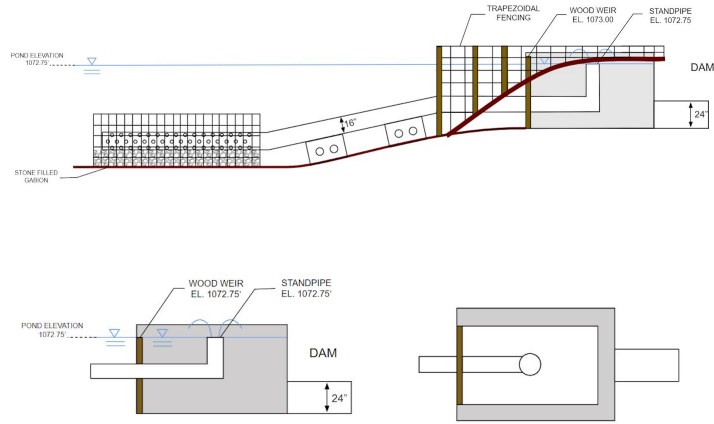 TRAPEZOIDAL
FENCING
WOOD WEIR
EL. 1073.00
STANDPIPE
EL. 1072.75
POND ELEVATION
1072.75'
DAM
16"
24"
STONE FILLED
GABION
WOOD WEIR
EL. 1072.75'
STANDPIPE
EL. 1072.75'
POND ELEVATION
1072.75'
DAM
24"